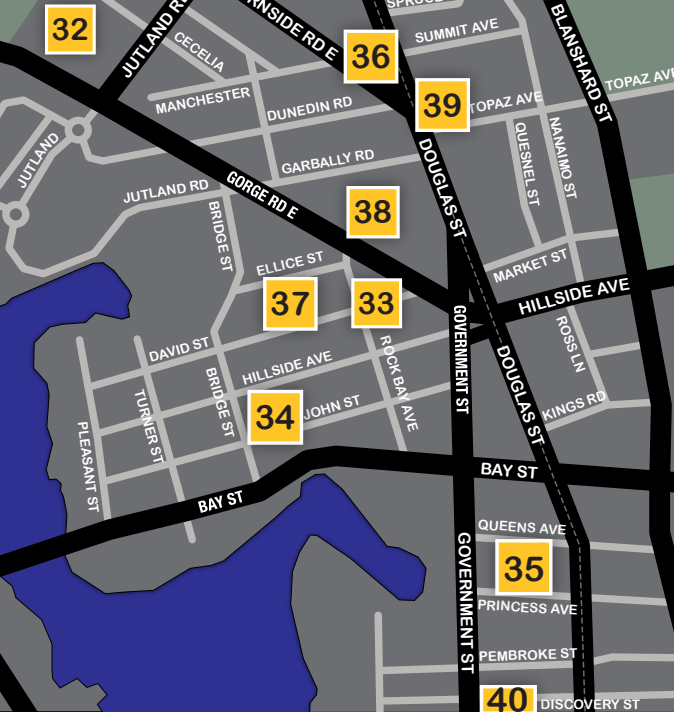 SPRUCE
32
JUTLAND RD
CECELIA
RNSIDE RD E
36
SUMMIT AVE
BLANSHARD ST
MANCHESTER
DUNEDIN RD
39
TOPAZ AVE
TOPAZ AVE
JUTLAND
JUTLAND RD
GARBALLY RD
GORGE RD E
DOUGLAS ST
QUESNEL ST
NANAIMO ST
BRIDGE ST
38
ELLICE ST
MARKET ST
37
33
HILLSIDE AVE
DAVID ST
GOVERNMENT ST
ROSS LN
HILLSIDE AVE
ROCK BAY AVE
DOUGLAS ST
PLEASANT ST
TURNER ST
BRIDGE ST
34
JOHN ST
KINGS RD
BAY ST
BAY ST
QUEENS AVE
GOVERNMENT ST
35
PRINCESS AVE
PEMBROKE ST
40
DISCOVERY ST